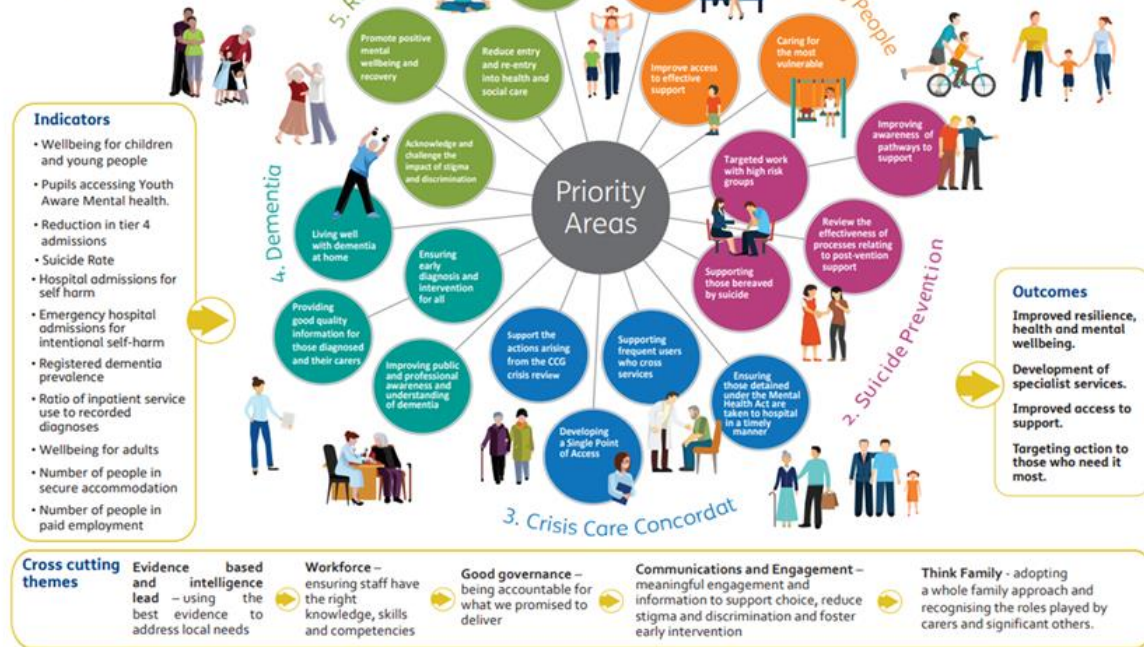 5. R
People
Promote positive
mental
wellbeing and
recovery
Reduce entry
and re-entry
into health and
social care
Improve access
to effective
support
Caring for
the most
vulnerable
Acknowledge and
challenge the
impact of stigma
and discrimination
Priority
Areas
Targeted work
with high risk
groups
Improving
awareness of
pathways to
support
Review the
effectiveness of
processes relating
to post-vention
support
Supporting
those bereaved
by suicide
2. Suicide Prevention
4. Dementia
Living well
with dementia
at home
Ensuring
early
diagnosis and
intervention
for all
Providing
good quality
information for
those diagnosed
and their carers
Improving public
and professional
awareness and
understanding
of dementia
Support the
actions arising
from the CCG
crisis review
Supporting
frequent users
who cross
services
Ensuring
those detained
under the Mental
Health Act are
taken to hospital
in a timely
manner
Developing
a Single Point
of Access
3. Crisis Care Concordat
Indicators
• Wellbeing for children
and young people
• Pupils accessing Youth
Aware Mental health.
• Reduction in tier 4
admissions
• Suicide Rate
• Hospital admissions for
self harm
• Emergency hospital
admissions for
intentional self-harm
• Registered dementia
prevalence
• Ratio of inpatient service
use to recorded
diagnoses
• Wellbeing for adults
• Number of people in
secure accommodation
• Number of people in
paid employment
Outcomes
Improved resilience,
health and mental
wellbeing.
Development of
specialist services.
Improved access to
support.
Targeting action to
those who need it
most.
Cross cutting
themes
Evidence based
and intelligence
lead – using the
best evidence to
address local needs
Workforce –
ensuring staff have
the right
knowledge, skills
and competencies
Good governance –
being accountable for
what we promised to
deliver
Communications and Engagement –
meaningful engagement and
information to support choice, reduce
stigma and discrimination and foster
early intervention
Think Family - adopting
a whole family approach and
recognising the roles played by
carers and significant others.